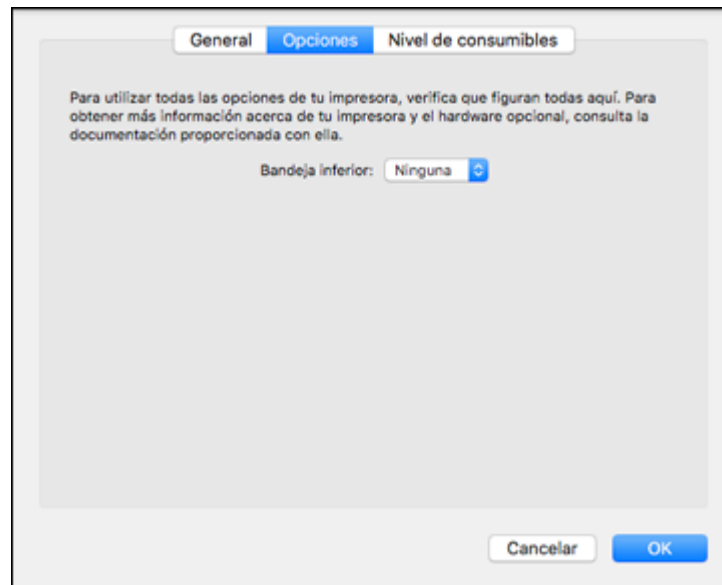 General Opciones Nivel de consumibles
Para utilizar todas las opciones de tu impresora, verifica que figuran todas aquí. Para
obtener más información acerca de tu impresora y el hardware opcional, consulta la
documentación proporcionada con ella.
Bandeja inferior: Ninguna
Cancelar OK